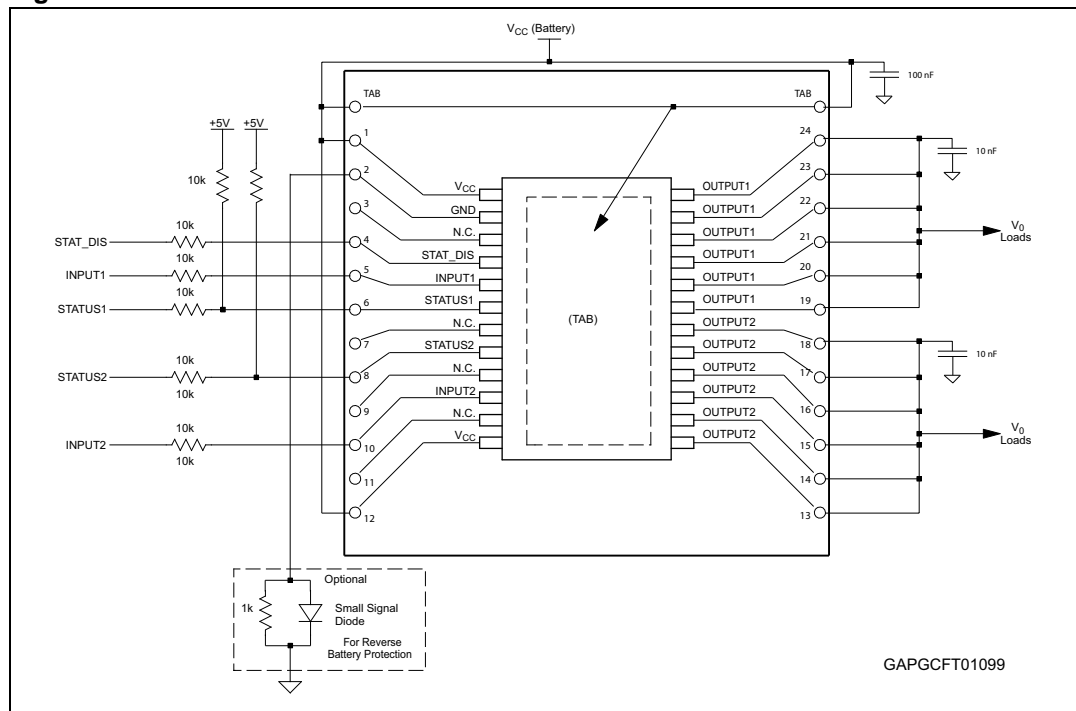 V_CC (Battery)
100 nF
TAB
TAB
+5V +5V
1
24
10 nF
10k
2
23
V_CC
OUTPUT1
3
22
GND
OUTPUT1
N.C.
OUTPUT1
V_0
Loads
STAT_DIS
10k
4
21
STAT_DIS
OUTPUT1
INPUT1
10k
5
20
INPUT1
OUTPUT1
STATUS1
10k
6
19
STATUS1
OUTPUT1
(TAB)
7
N.C.
OUTPUT2
18
10 nF
STATUS2
10k
10k
8
STATUS2
OUTPUT2
17
N.C.
OUTPUT2
9
16
INPUT2
OUTPUT2
INPUT2
10k
10k
10
N.C.
OUTPUT2
15
V_0
Loads
V_CC
OUTPUT2
11
14
12
13
Optional
1k
Small Signal
Diode
For Reverse
Battery Protection
GAPGCFT01099